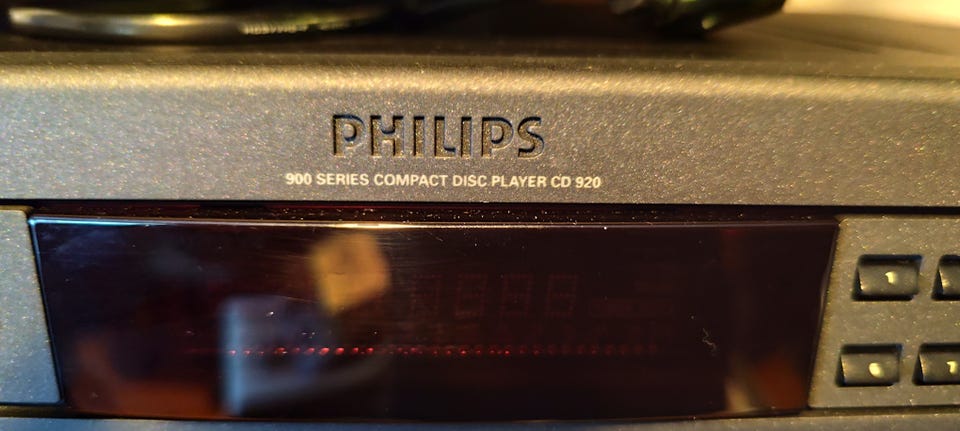 PHILIPS
900 SERIES COMPACT DISC PLAYER CD 920